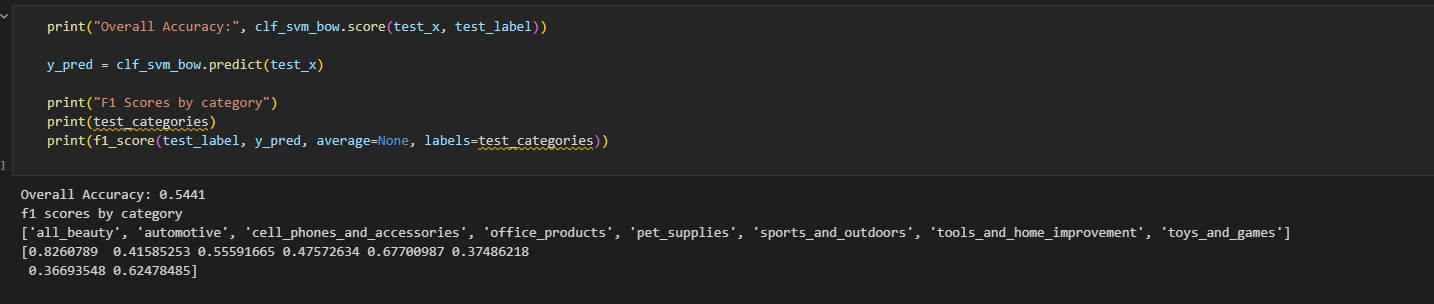 print("Overall Accuracy:", clf_svm_bow.score(test_x, test_label))
y_pred = clf_svm_bow.predict(test_x)
print("F1 Scores by category")
print(test_categories)
print(f1_score(test_label, y_pred, average=None, labels=test_categories))
]
Overall Accuracy: 0.5441
f1 scores by category
['all_beauty', 'automotive', 'cell_phones_and_accessories', 'office_products', 'pet_supplies', 'sports_and_outdoors', 'tools_and_home_improvement', 'toys_and_games']
[0.8260789  0.41585253 0.55591665 0.47572634 0.67700987 0.37486218
 0.36693548 0.62478485]